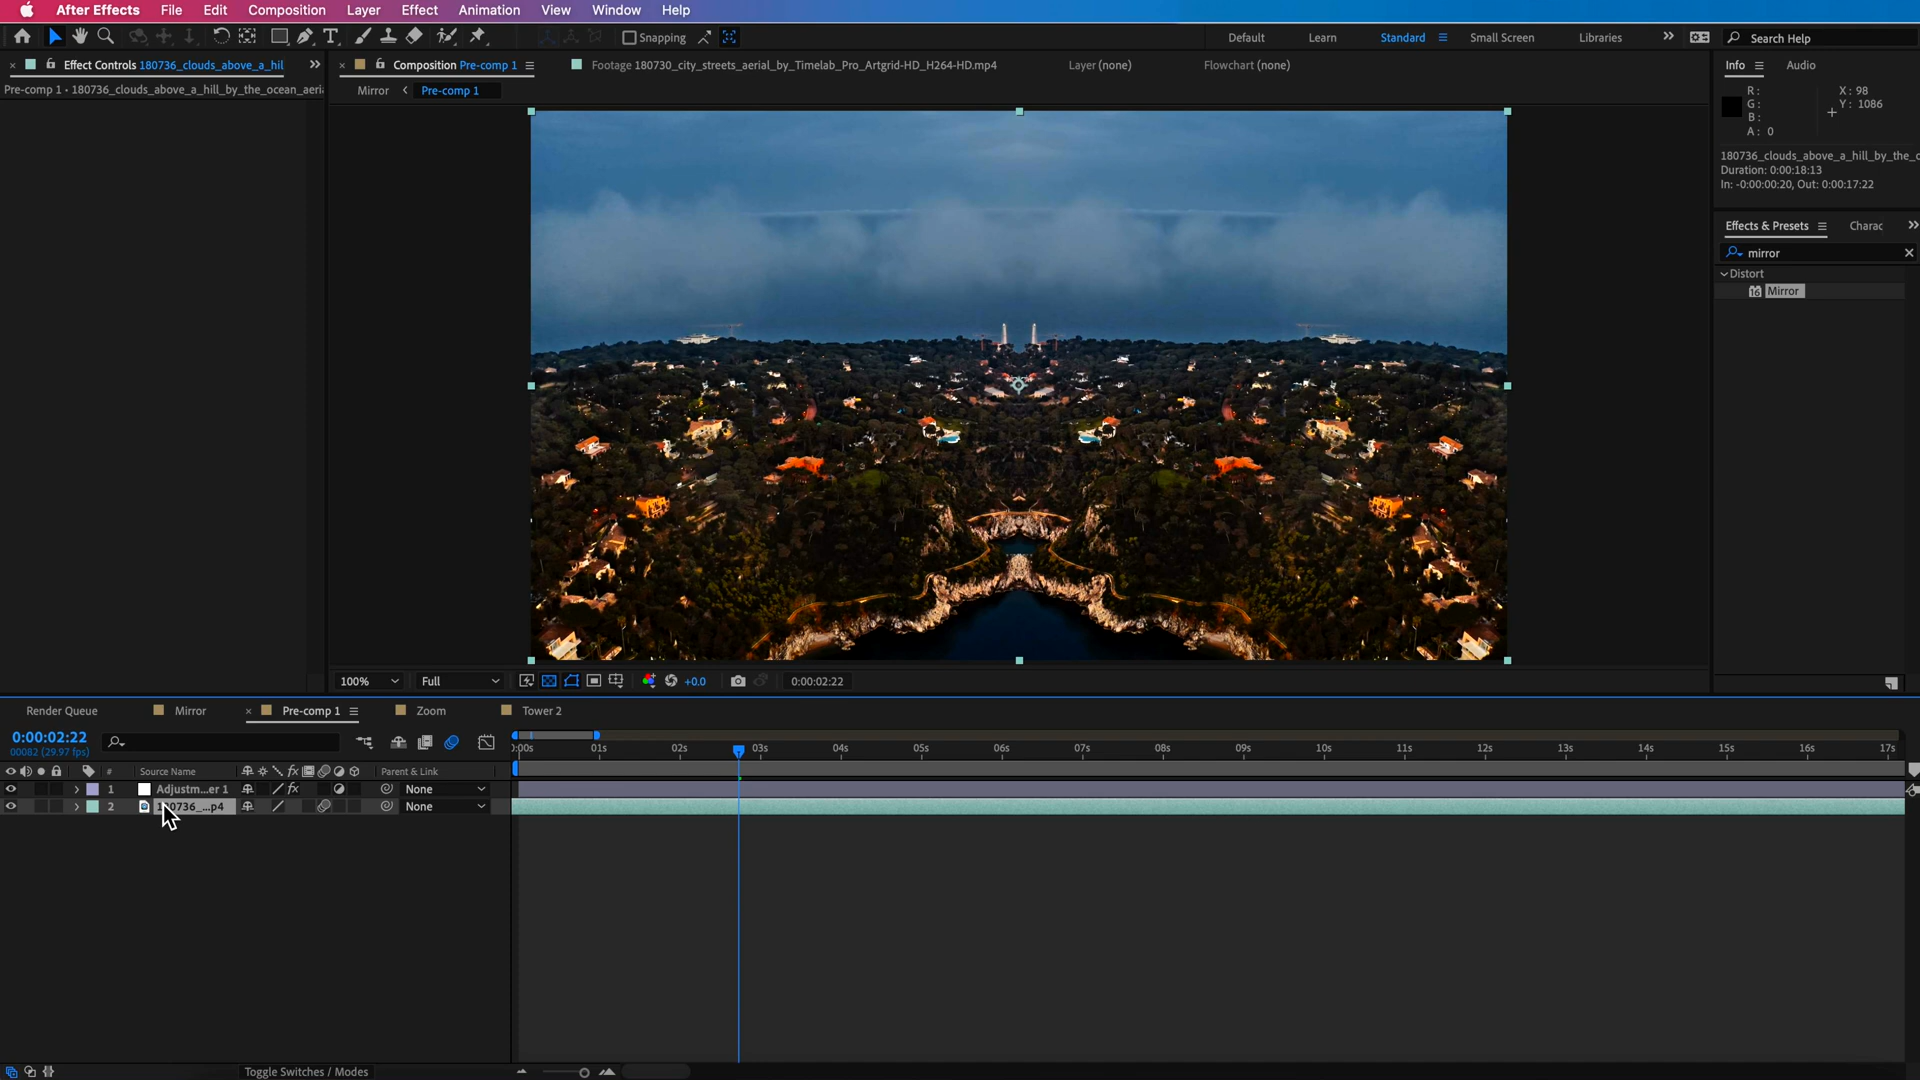 After Effects File Edit Composition Layer Effect Animation View Window Help
Snapping Default Learn Standard Small Screen Libraries Search Help
Effect Controls 180736_clouds_above_a_hil
Composition Pre-comp 1
Footage 180730_city_streets_aerial_by_Timelab_Pro_Artgrid-HD_H264-HD.mp4
Layer (none)
Flowchart (none)
Info Audio
Pre-comp 1 • 180736_clouds_above_a_hill_by_the_ocean_aeri
Mirror Pre-comp 1
R: X: 98
G: Y: 1086
B:
A: 0
180736_clouds_above_a_hill_by_the_o
Duration: 0:00:18:13
In: -0:00:00:20, Out: 0:00:17:22
Effects & Presets Charac
mirror
Distort
16 Mirror
100% Full +0.0 0:00:02:22
Render Queue Mirror Pre-comp 1 Zoom Tower 2
0:00:02:22
00082 (29.97 fps)
0:00s 01s 02s 03s 04s 05s 06s 07s 08s 09s 10s 11s 12s 13s 14s 15s 16s 17s
# Source Name fx Parent & Link
1 Adjustm...er 1 fx None
2 180736_...p4 None
Toggle Switches / Modes